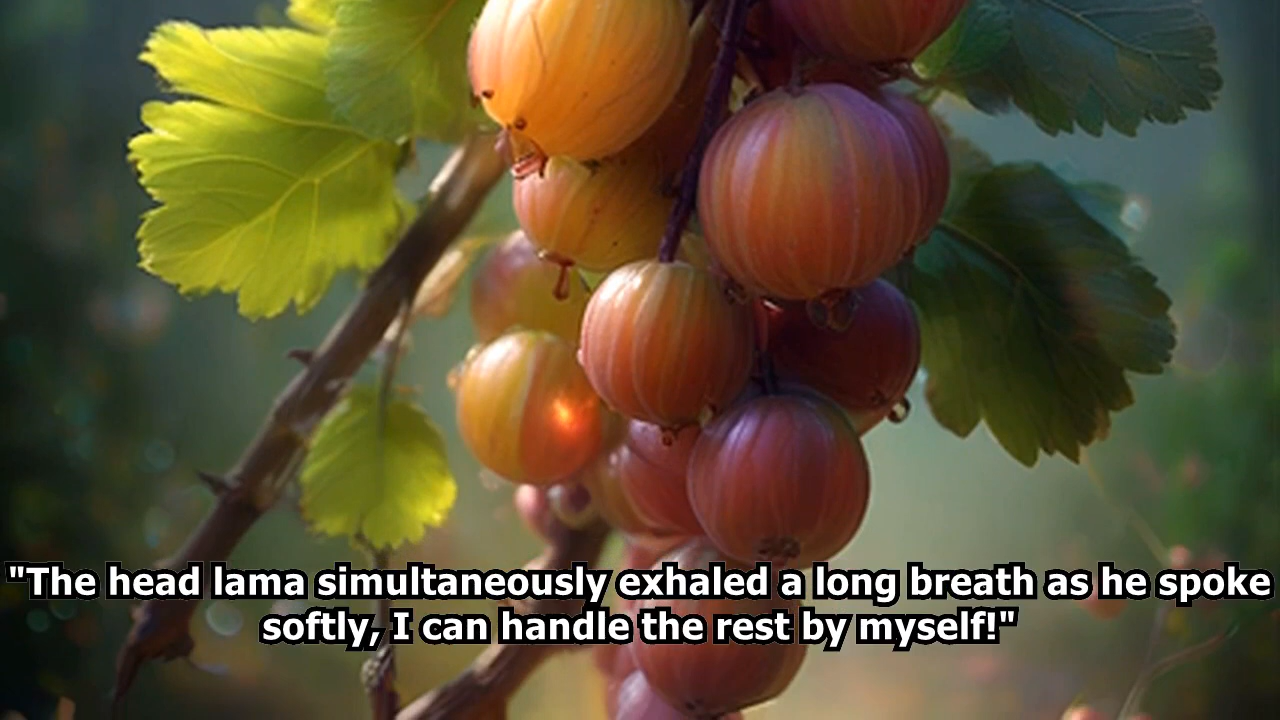 "The head lama simultaneously exhaled a long breath as he spoke
softly, I can handle the rest by myself!"